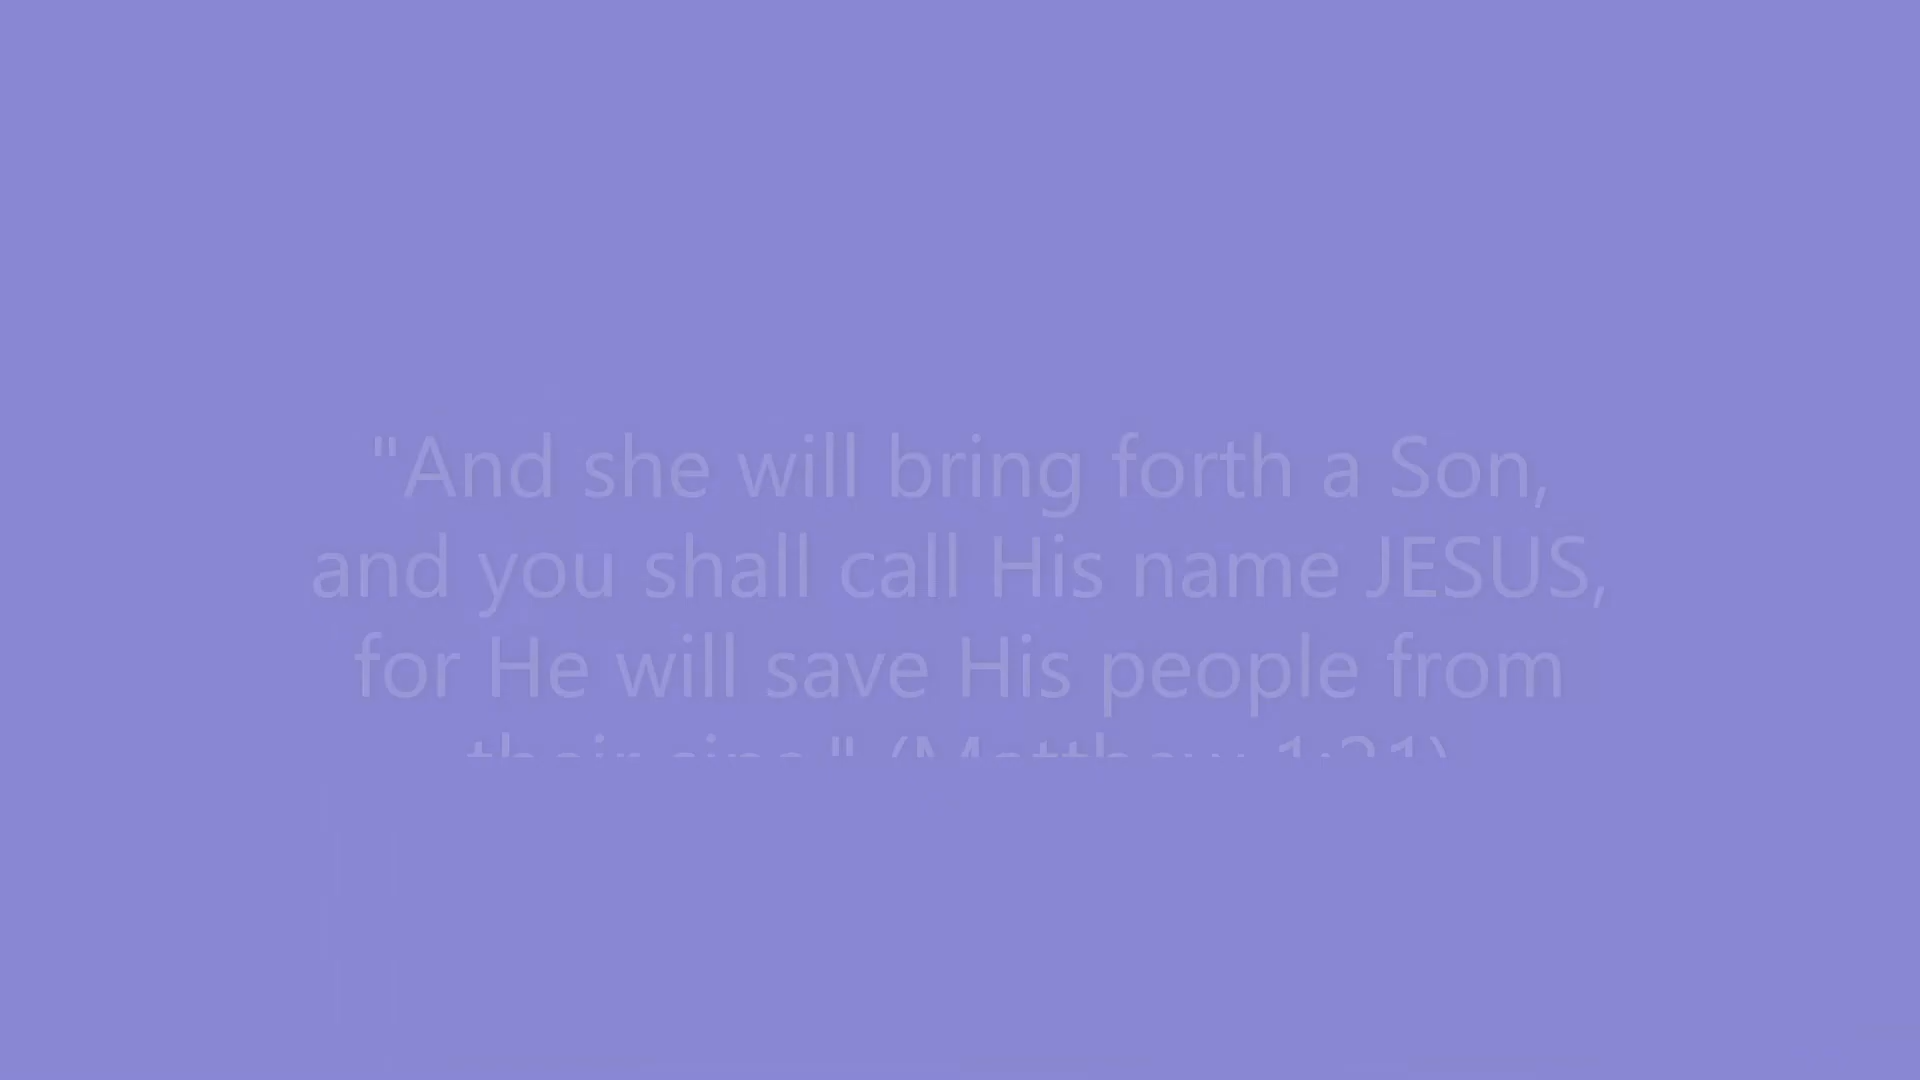 "And she will bring forth a Son,
and you shall call His name JESUS,
for He will save His people from
their sins." (Matthew 1:21)